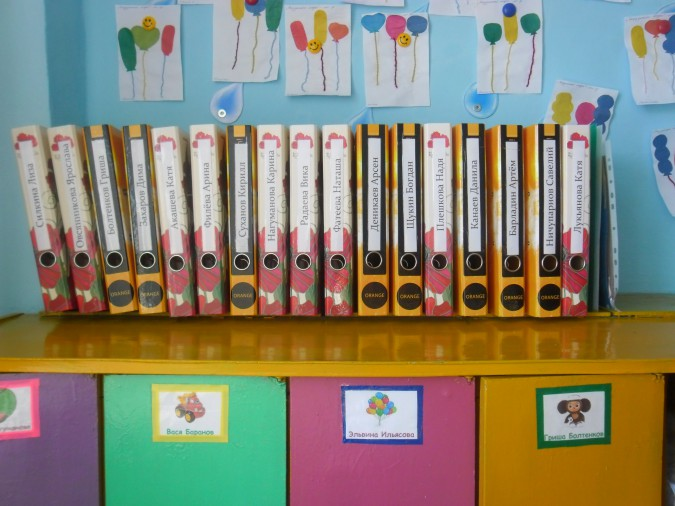 Силкина Лиза
Овсянникова Ярослава
Болтенков Гриша
Захаров Дима
Акашева Катя
Фидёва Арина
Суханов Кирилл
Нагуманова Карина
Радаева Вика
Фатеева Наташа
Деникаев Арсен
Щукин Богдан
Плешкова Надя
Канаев Данила
Барладин Артём
Ничупарнов Савелий
Лукьянова Катя
ORANGE
ORANGE
ORANGE
ORANGE
ORANGE
ORANGE
ORANGE
ORANGE
Вася Баранов
Эльвина Ильясова
Гриша Болтенков